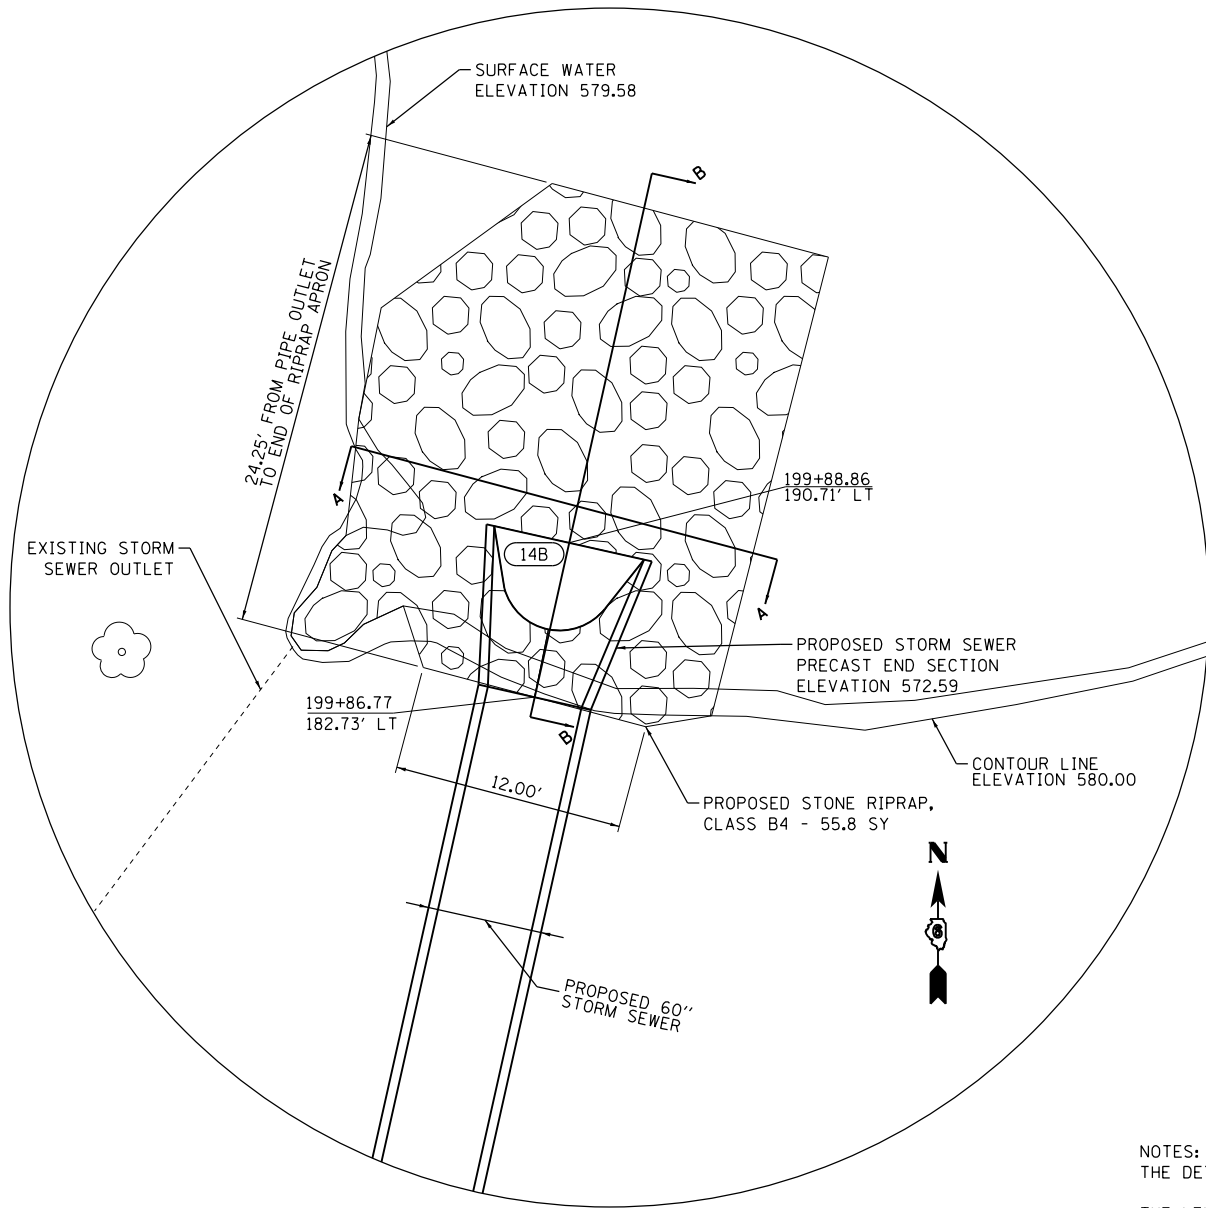 SURFACE WATER
ELEVATION 579.58
B
24.25' FROM PIPE OUTLET
TO END OF RIPRAP APRON
199+88.86
190.71' LT
A
EXISTING STORM
SEWER OUTLET
14B
A
PROPOSED STORM SEWER
PRECAST END SECTION
ELEVATION 572.59
199+86.77
182.73' LT
B
CONTOUR LINE
ELEVATION 580.00
12.00'
PROPOSED STONE RIPRAP,
CLASS B4 - 55.8 SY
N
6
PROPOSED 60''
STORM SEWER
NOTES:
THE